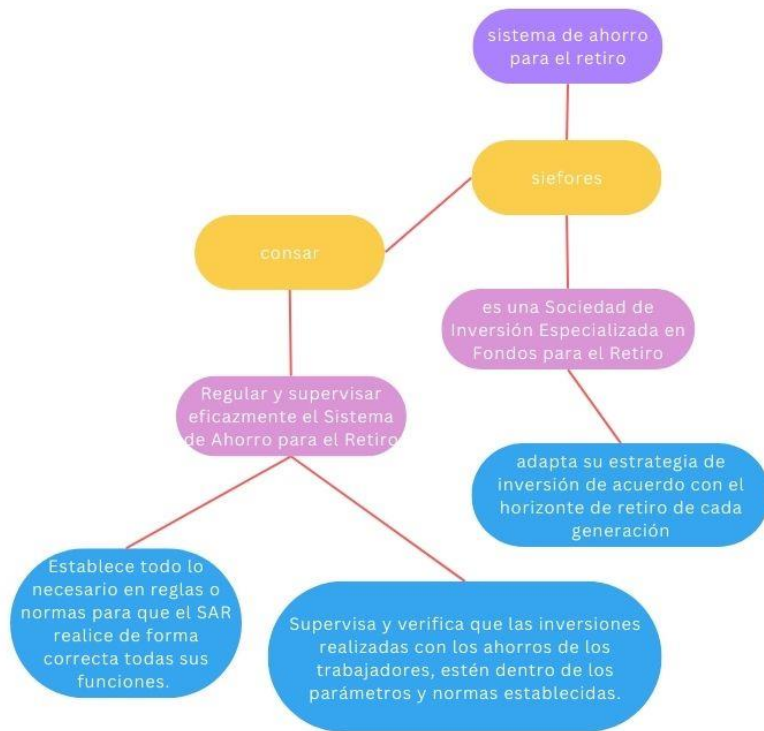 sistema de ahorro
para el retiro
siefores
consar
es una Sociedad de
Inversión Especializada en
Fondos para el Retiro
Regular y supervisar
eficazmente el Sistema
de Ahorro para el Retiro
adapta su estrategia de
inversión de acuerdo con el
horizonte de retiro de cada
generación
Establece todo lo
necesario en reglas o
normas para que el SAR
realice de forma
correcta todas sus
funciones.
Supervisa y verifica que las inversiones
realizadas con los ahorros de los
trabajadores, estén dentro de los
parámetros y normas establecidas.